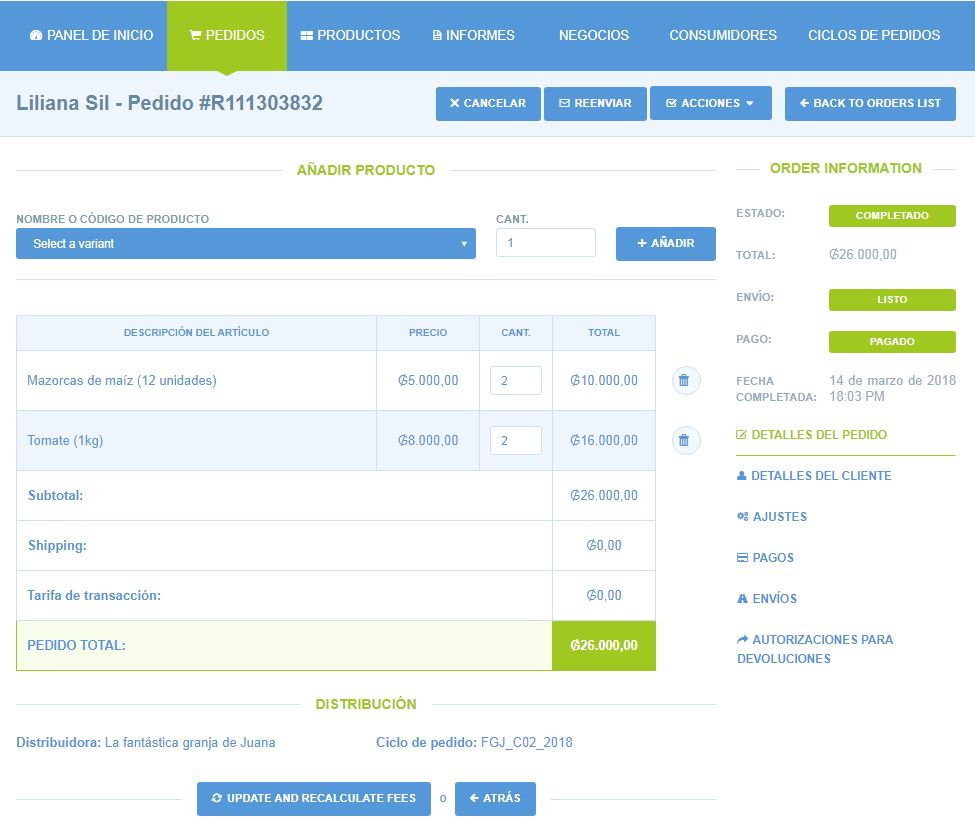 PANEL DE INICIO PEDIDOS PRODUCTOS INFORMES NEGOCIOS CONSUMIDORES CICLOS DE PEDIDOS
Liliana Sil - Pedido #R111303832
CANCELAR REENVIAR ACCIONES BACK TO ORDERS LIST
AÑADIR PRODUCTO
NOMBRE O CÓDIGO DE PRODUCTO CANT.
Select a variant 1 AÑADIR
DESCRIPCIÓN DEL ARTÍCULO PRECIO CANT. TOTAL
Mazorcas de maíz (12 unidades) ₲5.000,00 2 ₲10.000,00
Tomate (1kg) ₲8.000,00 2 ₲16.000,00
Subtotal: ₲26.000,00
Shipping: ₲0,00
Tarifa de transacción: ₲0,00
PEDIDO TOTAL: ₲26.000,00
DISTRIBUCIÓN
Distribuidora: La fantástica granja de Juana Ciclo de pedido: FGJ_C02_2018
UPDATE AND RECALCULATE FEES o ATRÁS
ORDER INFORMATION
ESTADO: COMPLETADO
TOTAL: ₲26.000,00
ENVÍO: LISTO
PAGO: PAGADO
FECHA 14 de marzo de 2018
COMPLETADA: 18:03 PM
DETALLES DEL PEDIDO
DETALLES DEL CLIENTE
AJUSTES
PAGOS
ENVÍOS
AUTORIZACIONES PARA
DEVOLUCIONES